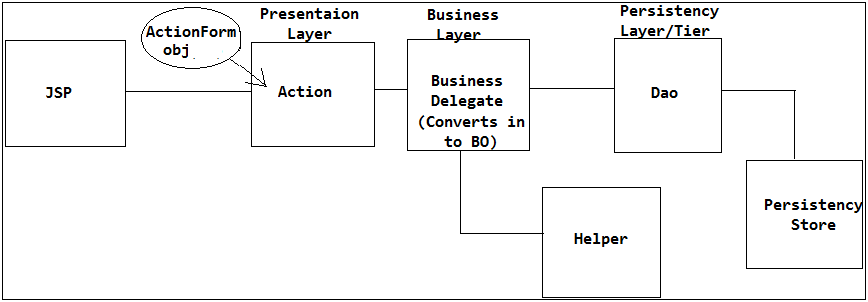 ActionForm
obj
Presentaion
Layer
Business
Layer
Persistency
Layer/Tier
JSP
Action
Business
Delegate
(Converts in
to BO)
Dao
Helper
Persistency
Store